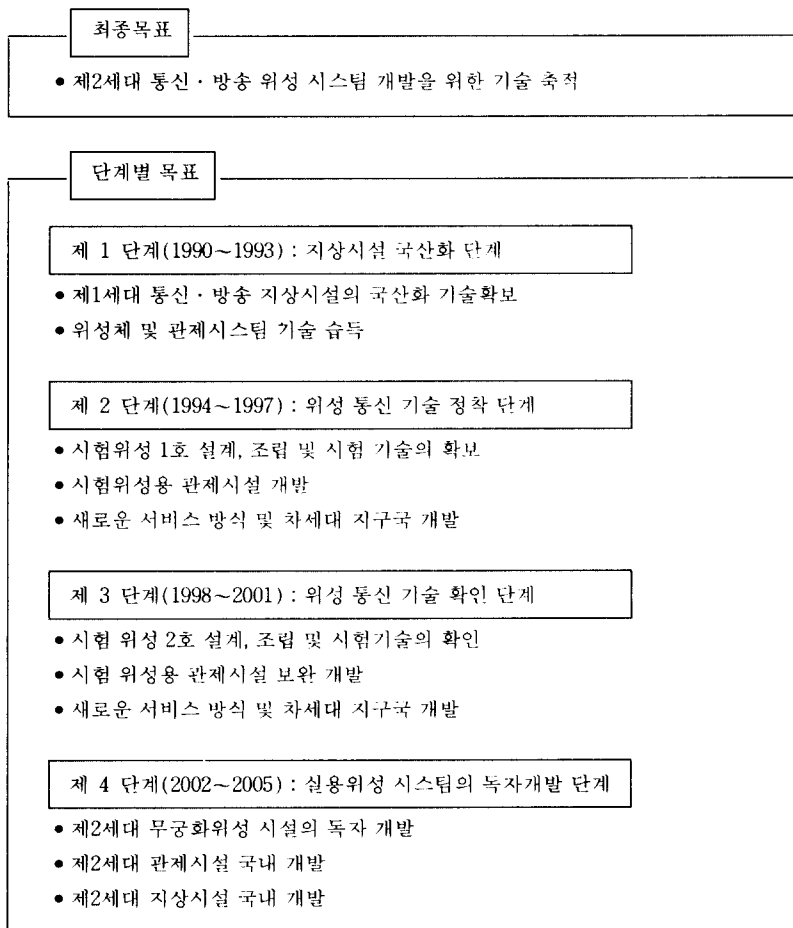 최종목표
● 제2세대 통신 · 방송 위성 시스템 개발을 위한 기술 축적
단계별 목표
제 1 단계(1990~1993) : 지상시설 국산화 단계
● 제1세대 통신 · 방송 지상시설의 국산화 기술확보
● 위성체 및 관제시스템 기술 습득
제 2 단계(1994~1997) : 위성 통신 기술 정착 단계
● 시험위성 1호 설계, 조립 및 시험 기술의 확보
● 시험위성용 관제시설 개발
● 새로운 서비스 방식 및 차세대 지구국 개발
제 3 단계(1998~2001) : 위성 통신 기술 확인 단계
● 시험 위성 2호 설계, 조립 및 시험기술의 확인
● 시험 위성용 관제시설 보완 개발
● 새로운 서비스 방식 및 차세대 지구국 개발
제 4 단계(2002~2005) : 실용위성 시스템의 독자개발 단계
● 제2세대 무궁화위성 시설의 독자 개발
● 제2세대 관제시설 국내 개발
● 제2세대 지상시설 국내 개발